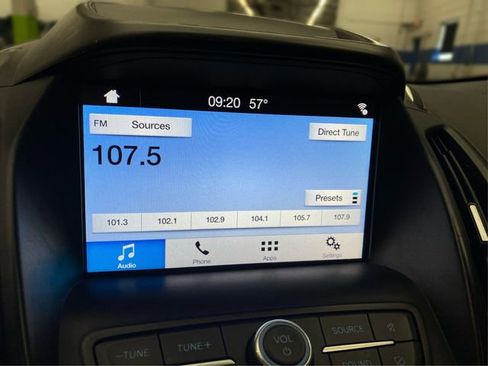 09:20 57°
FM Sources
Direct Tune
107.5
Presets
101.3 102.1 102.9 104.1 105.7 107.9
Audio Phone Apps Settings
VOL
SOURCE
−TUNE TUNE+
SOUND